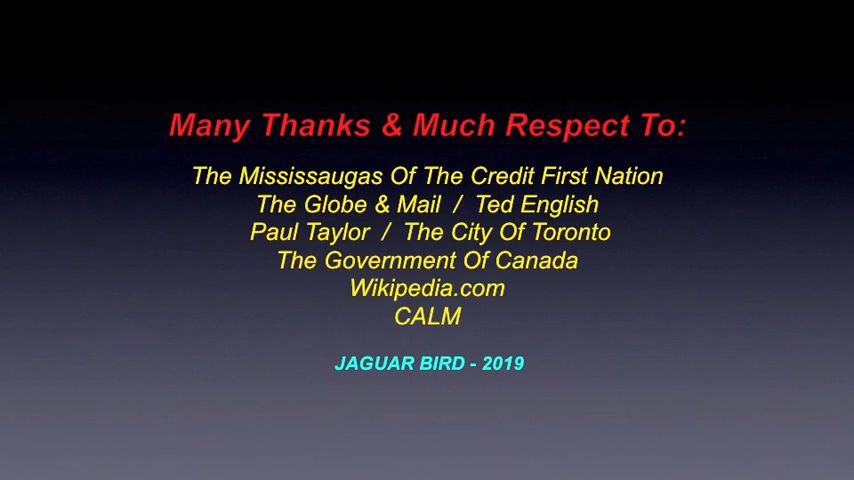 Many Thanks & Much Respect To:
The Mississaugas Of The Credit First Nation
The Globe & Mail / Ted English
Paul Taylor / The City Of Toronto
The Government Of Canada
Wikipedia.com
CALM
JAGUAR BIRD - 2019